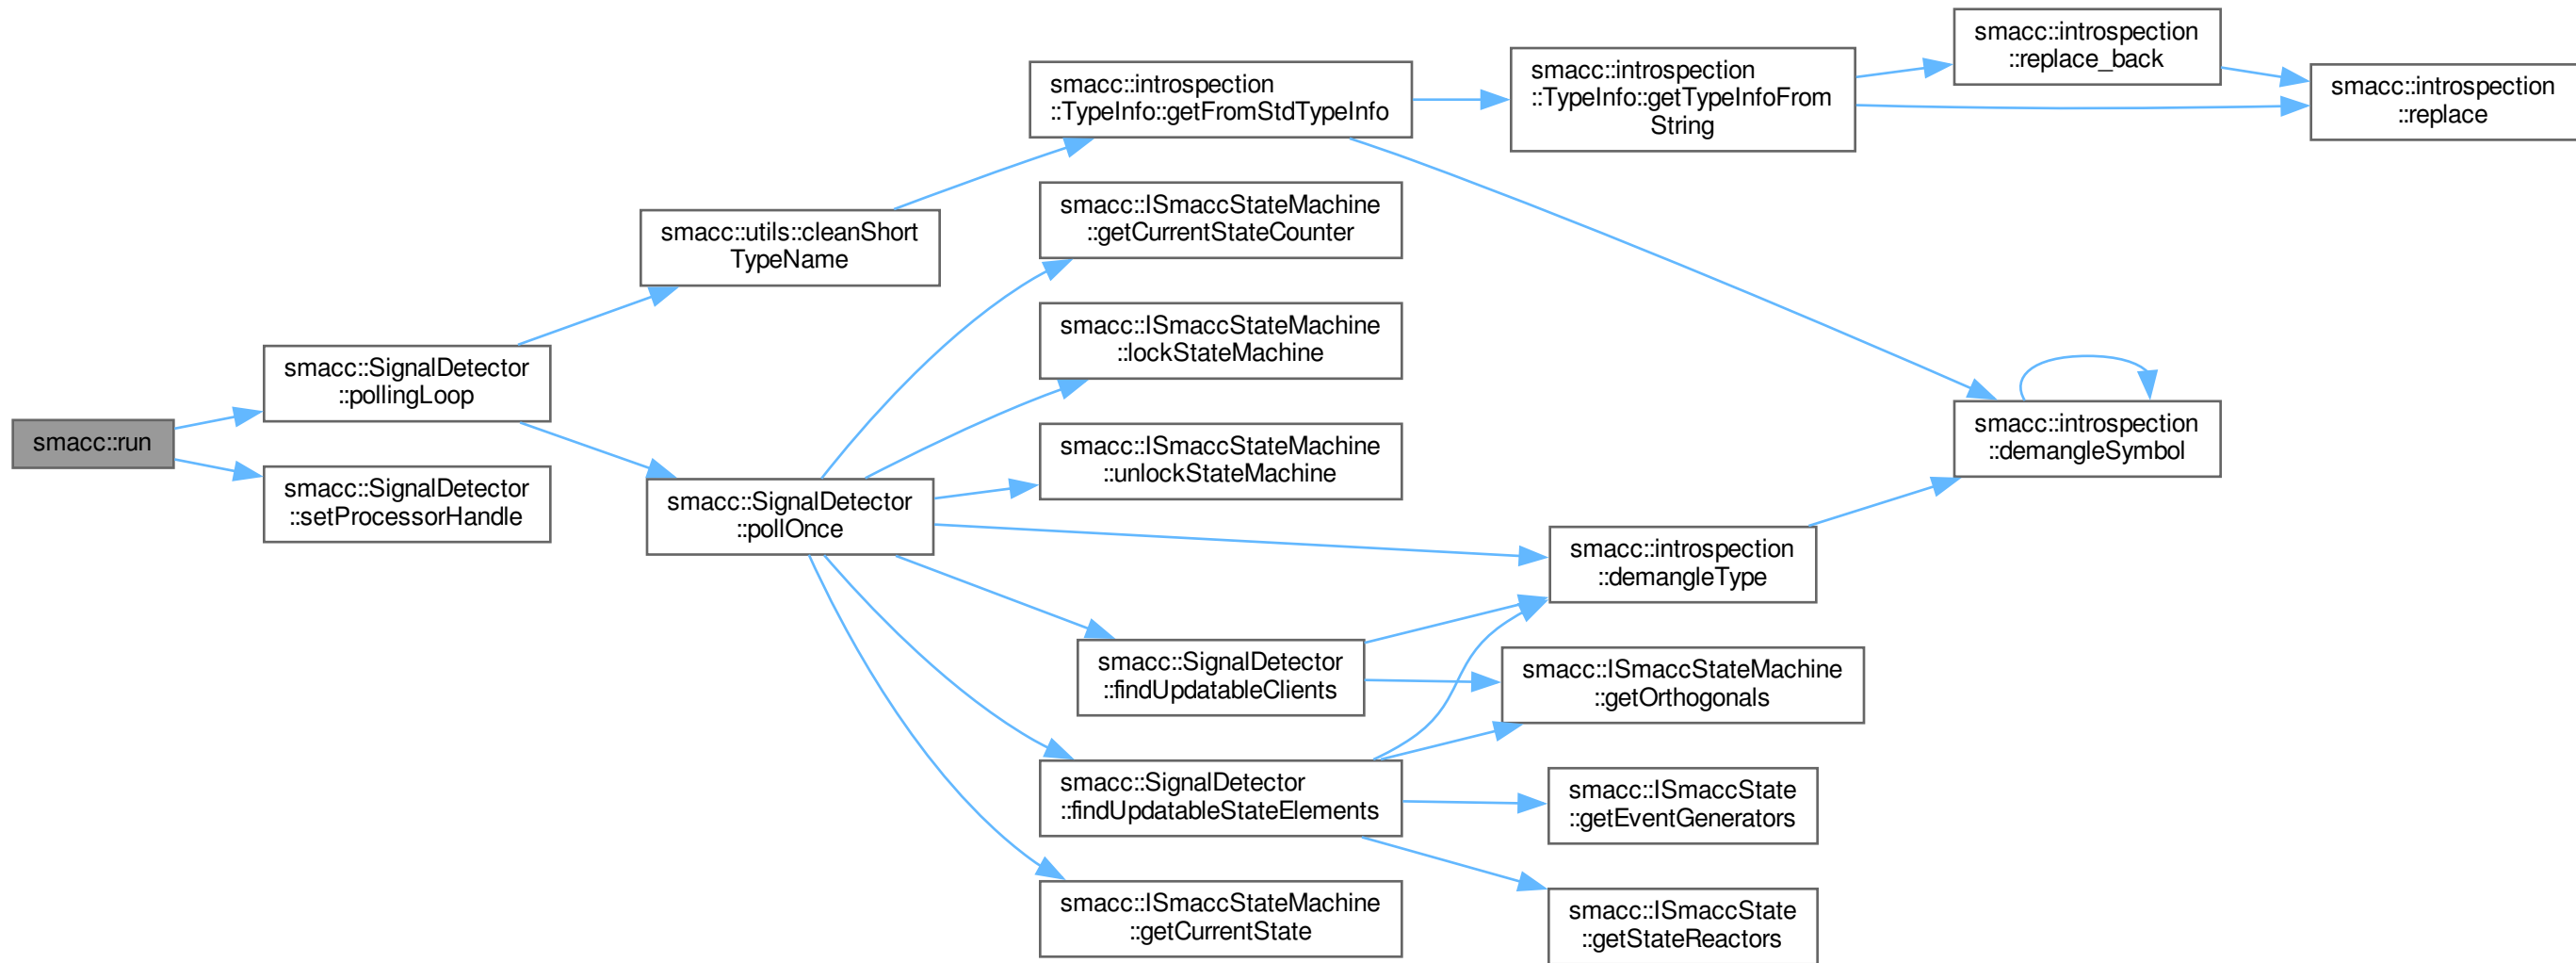 smacc::run
smacc::SignalDetector
::pollingLoop
smacc::SignalDetector
::setProcessorHandle
smacc::utils::cleanShort
TypeName
smacc::SignalDetector
::pollOnce
smacc::introspection
::TypeInfo::getFromStdTypeInfo
smacc::ISmaccStateMachine
::getCurrentStateCounter
smacc::ISmaccStateMachine
::lockStateMachine
smacc::ISmaccStateMachine
::unlockStateMachine
smacc::SignalDetector
::findUpdatableClients
smacc::SignalDetector
::findUpdatableStateElements
smacc::ISmaccStateMachine
::getCurrentState
smacc::introspection
::TypeInfo::getTypeInfoFrom
String
smacc::introspection
::demangleType
smacc::ISmaccStateMachine
::getOrthogonals
smacc::ISmaccState
::getEventGenerators
smacc::ISmaccState
::getStateReactors
smacc::introspection
::replace_back
smacc::introspection
::demangleSymbol
smacc::introspection
::replace